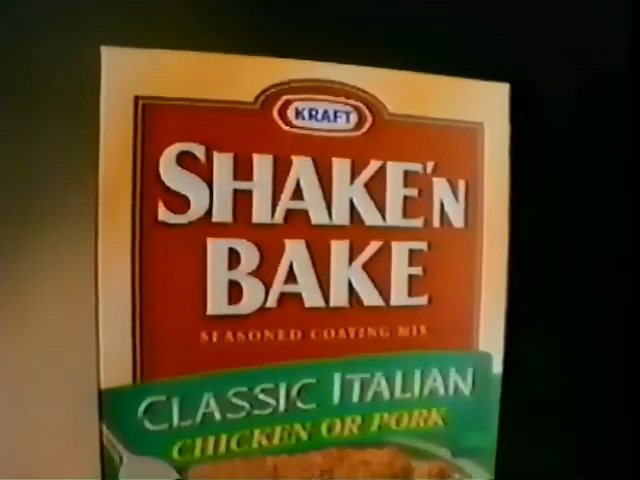 KRAFT
SHAKE'N
BAKE
SEASONED COATING MIX
CLASSIC ITALIAN
CHICKEN OR PORK